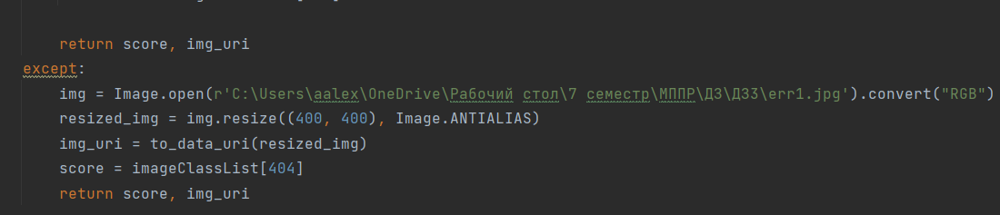 return score, img_uri
except:
img = Image.open(r'C:\Users\aalex\OneDrive\Рабочий стол\7 семестр\МППР\ДЗ\ДЗ3\err1.jpg').convert("RGB")
resized_img = img.resize((400, 400), Image.ANTIALIAS)
img_uri = to_data_uri(resized_img)
score = imageClassList[404]
return score, img_uri